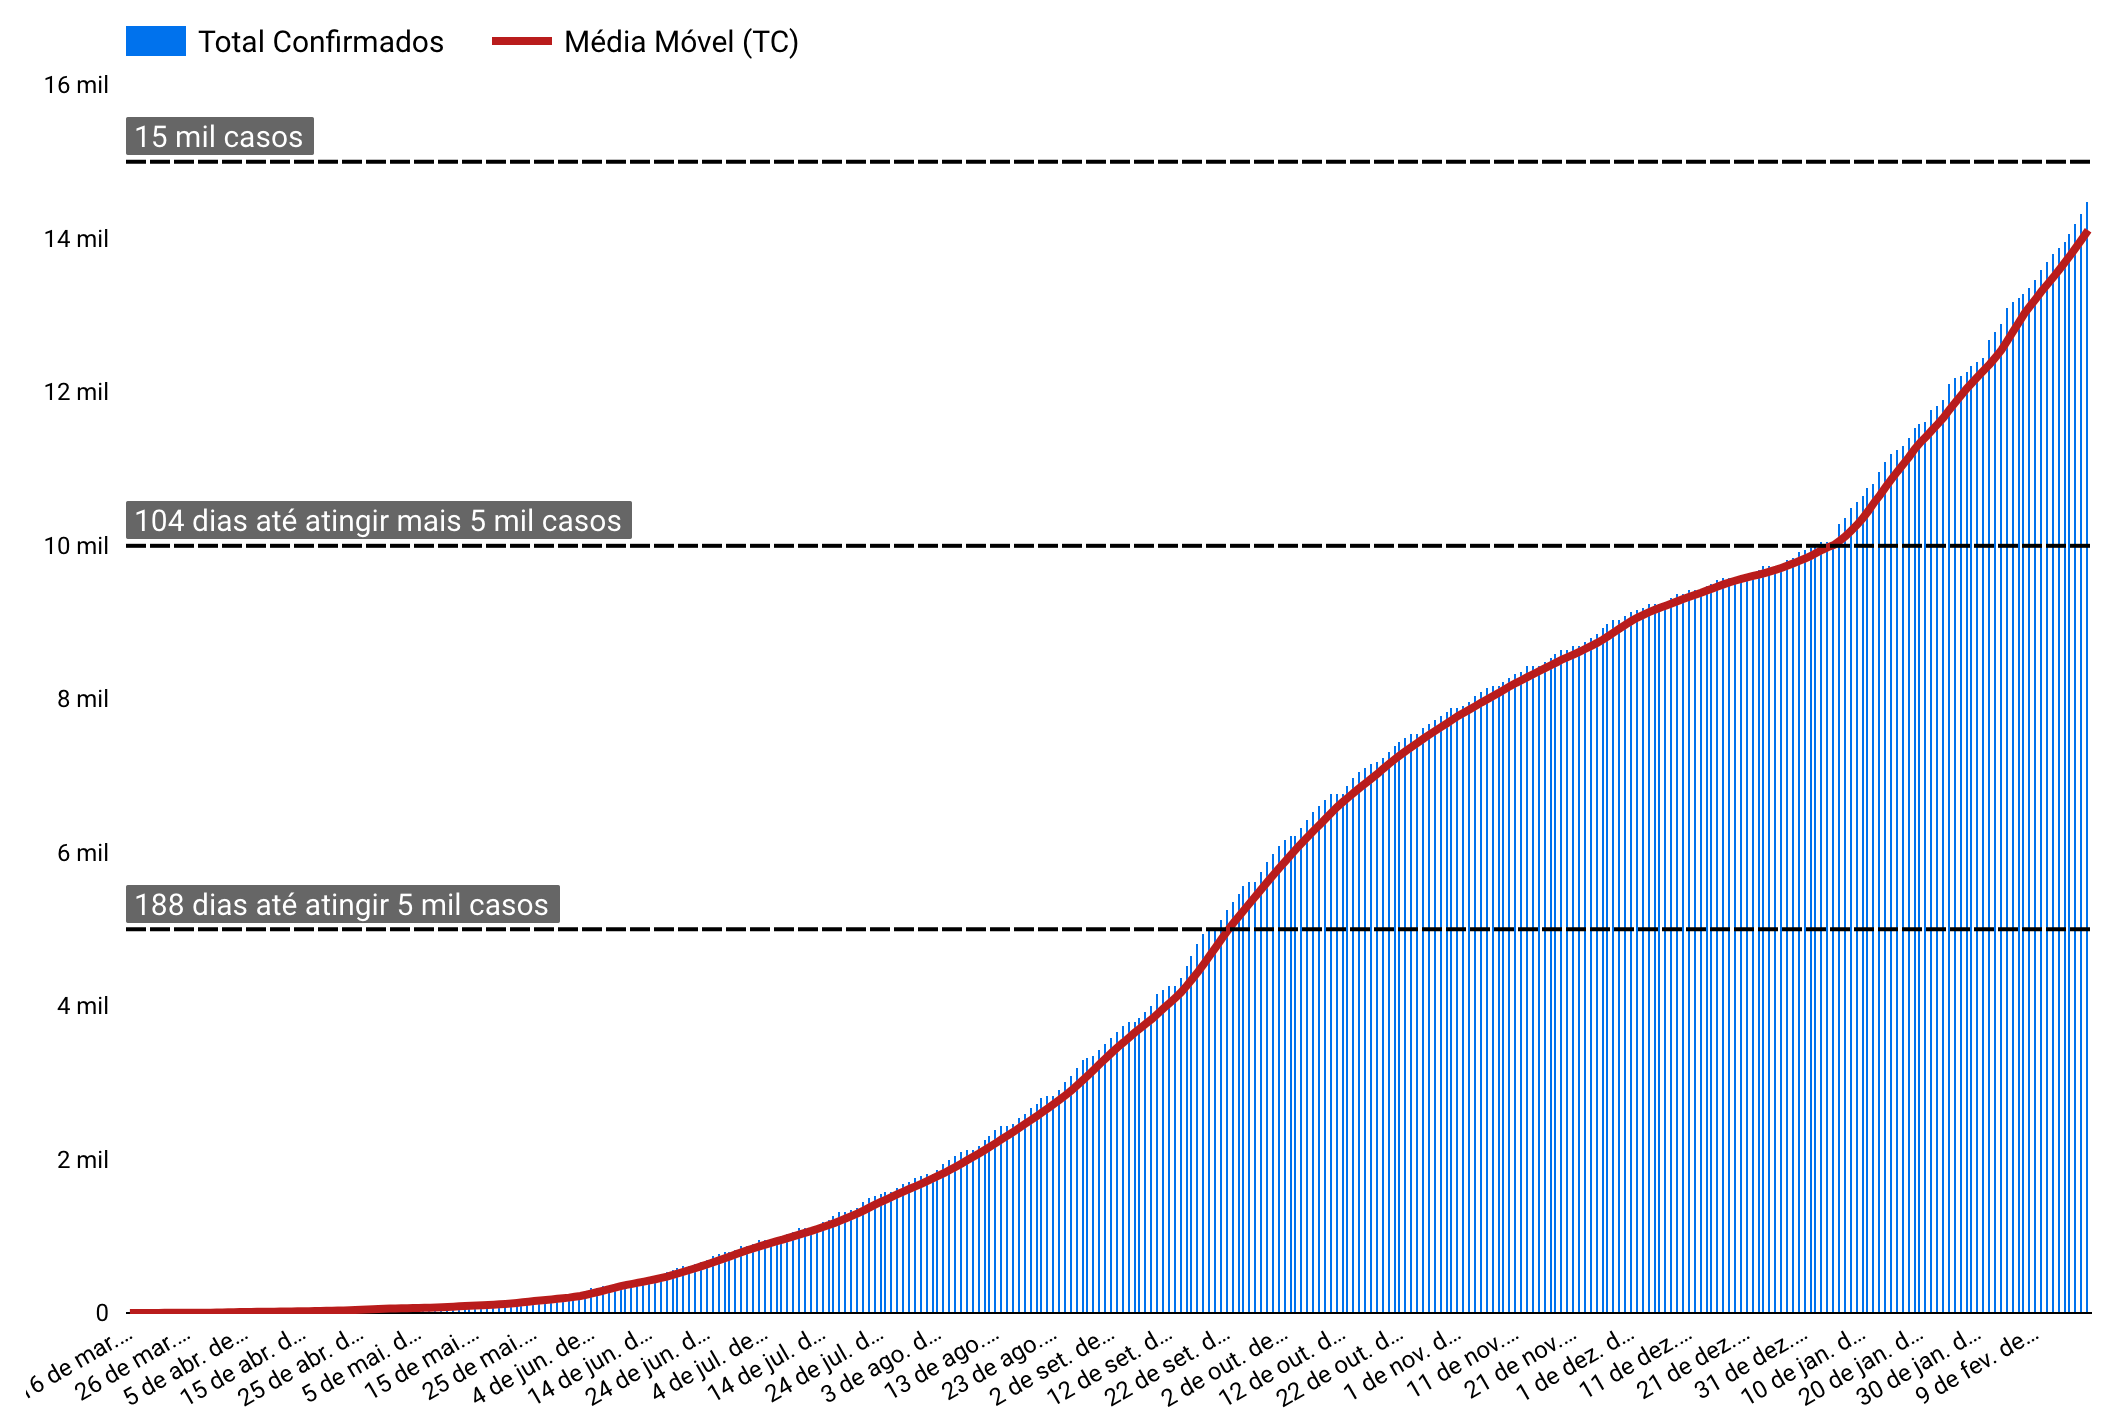 Total Confirmados
Média Móvel (TC)
16 mil
15 mil casos
14 mil
12 mil
104 dias até atingir mais 5 mil casos
10 mil
8 mil
6 mil
188 dias até atingir 5 mil casos
4 mil
2 mil
0
16 de mar...
26 de mar...
5 de abr. de...
15 de abr. d...
25 de abr. d...
5 de mai. d...
15 de mai...
25 de mai...
4 de jun. de...
14 de jun. d...
24 de jun. d...
4 de jul. de...
14 de jul. d...
24 de jul. d...
3 de ago. d...
13 de ago...
23 de ago...
2 de set. de...
12 de set. d...
22 de set. d...
2 de out. de...
12 de out. d...
22 de out. d...
1 de nov. d...
11 de nov...
21 de nov...
1 de dez. d...
11 de dez...
21 de dez...
31 de dez...
10 de jan. d...
20 de jan. d...
30 de jan. d...
9 de fev. de...